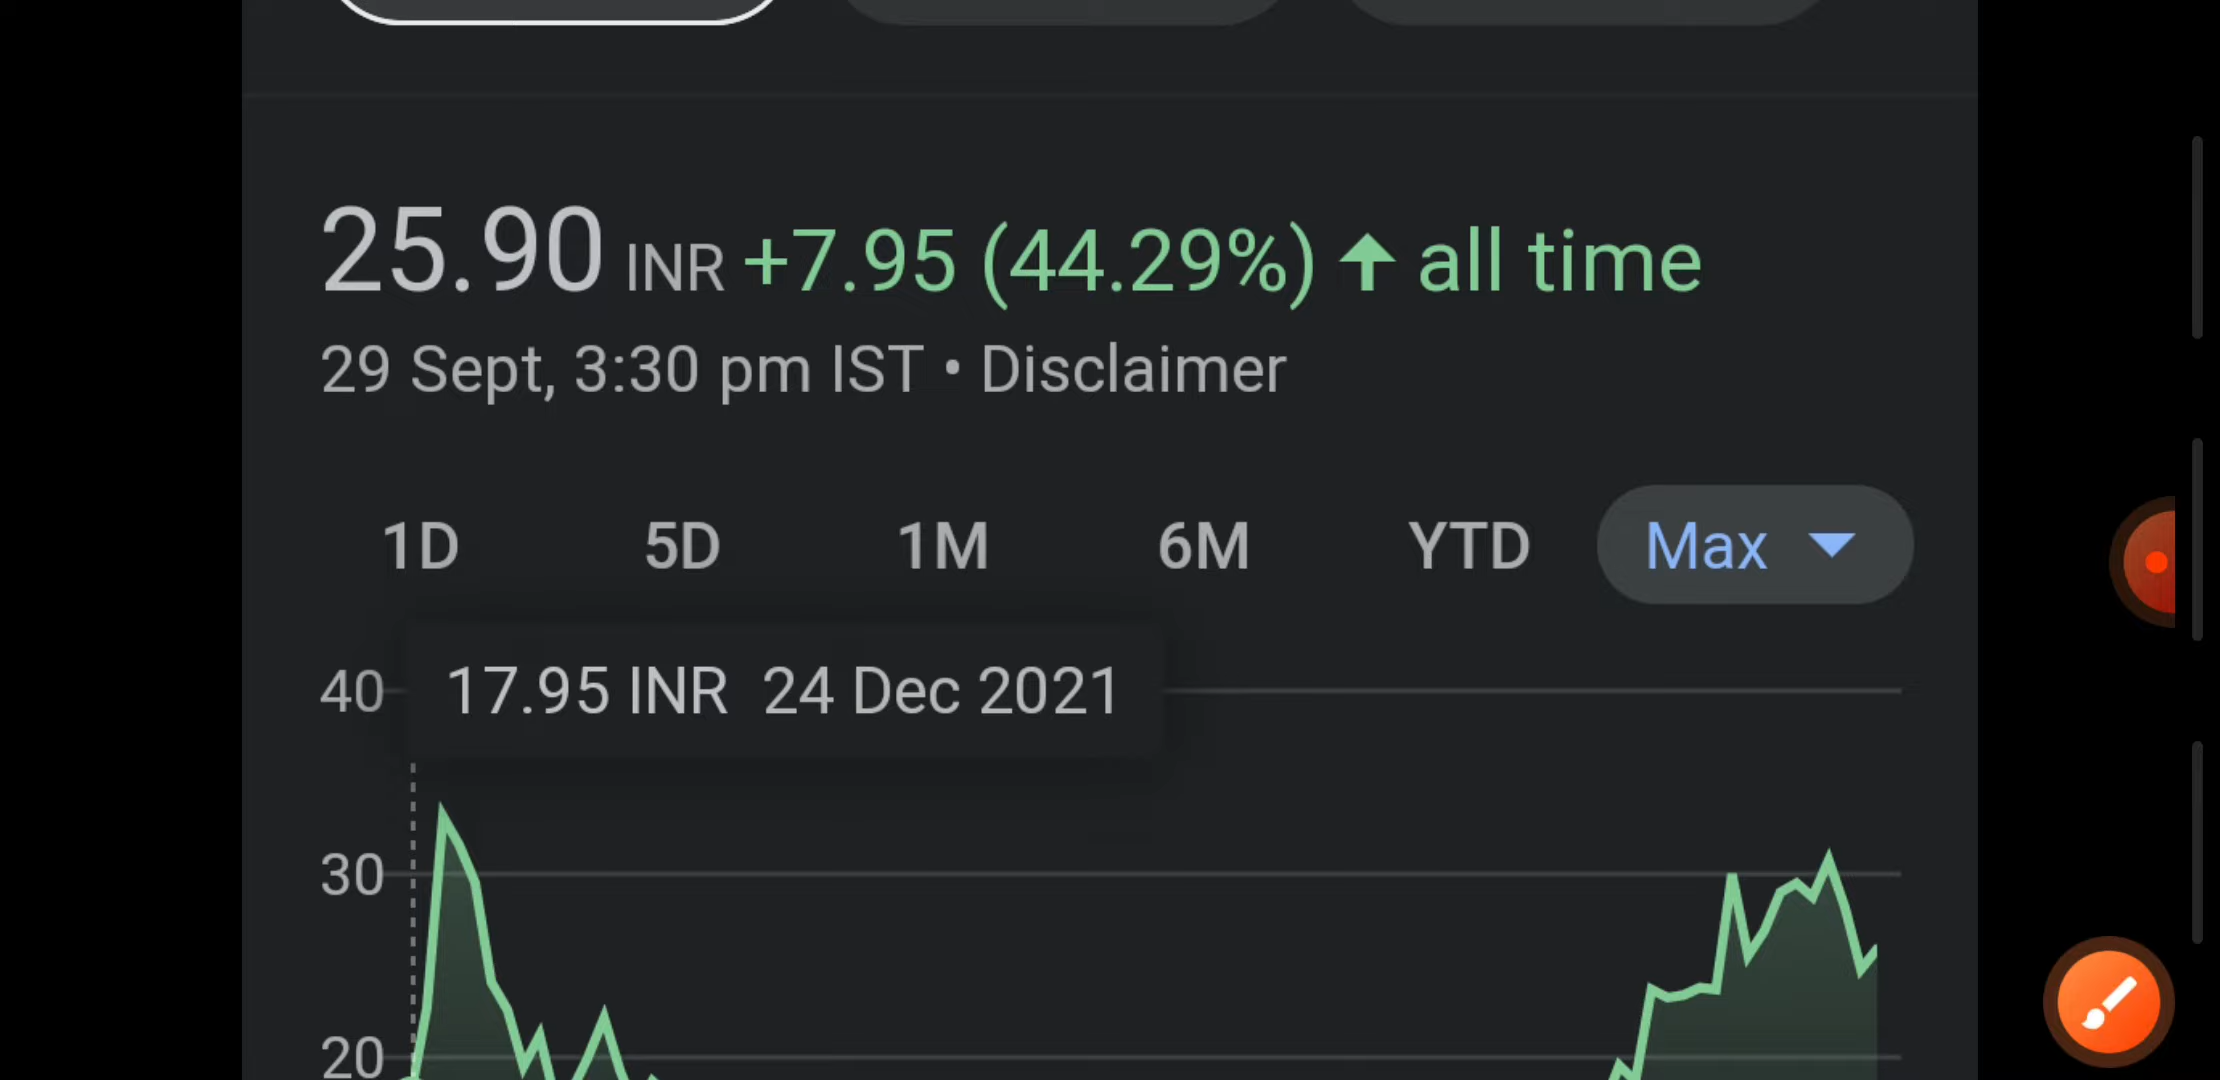 25.90 INR +7.95 (44.29%) ↑ all time
29 Sept, 3:30 pm IST • Disclaimer
1D 5D 1M 6M YTD Max
40 17.95 INR 24 Dec 2021
30
20